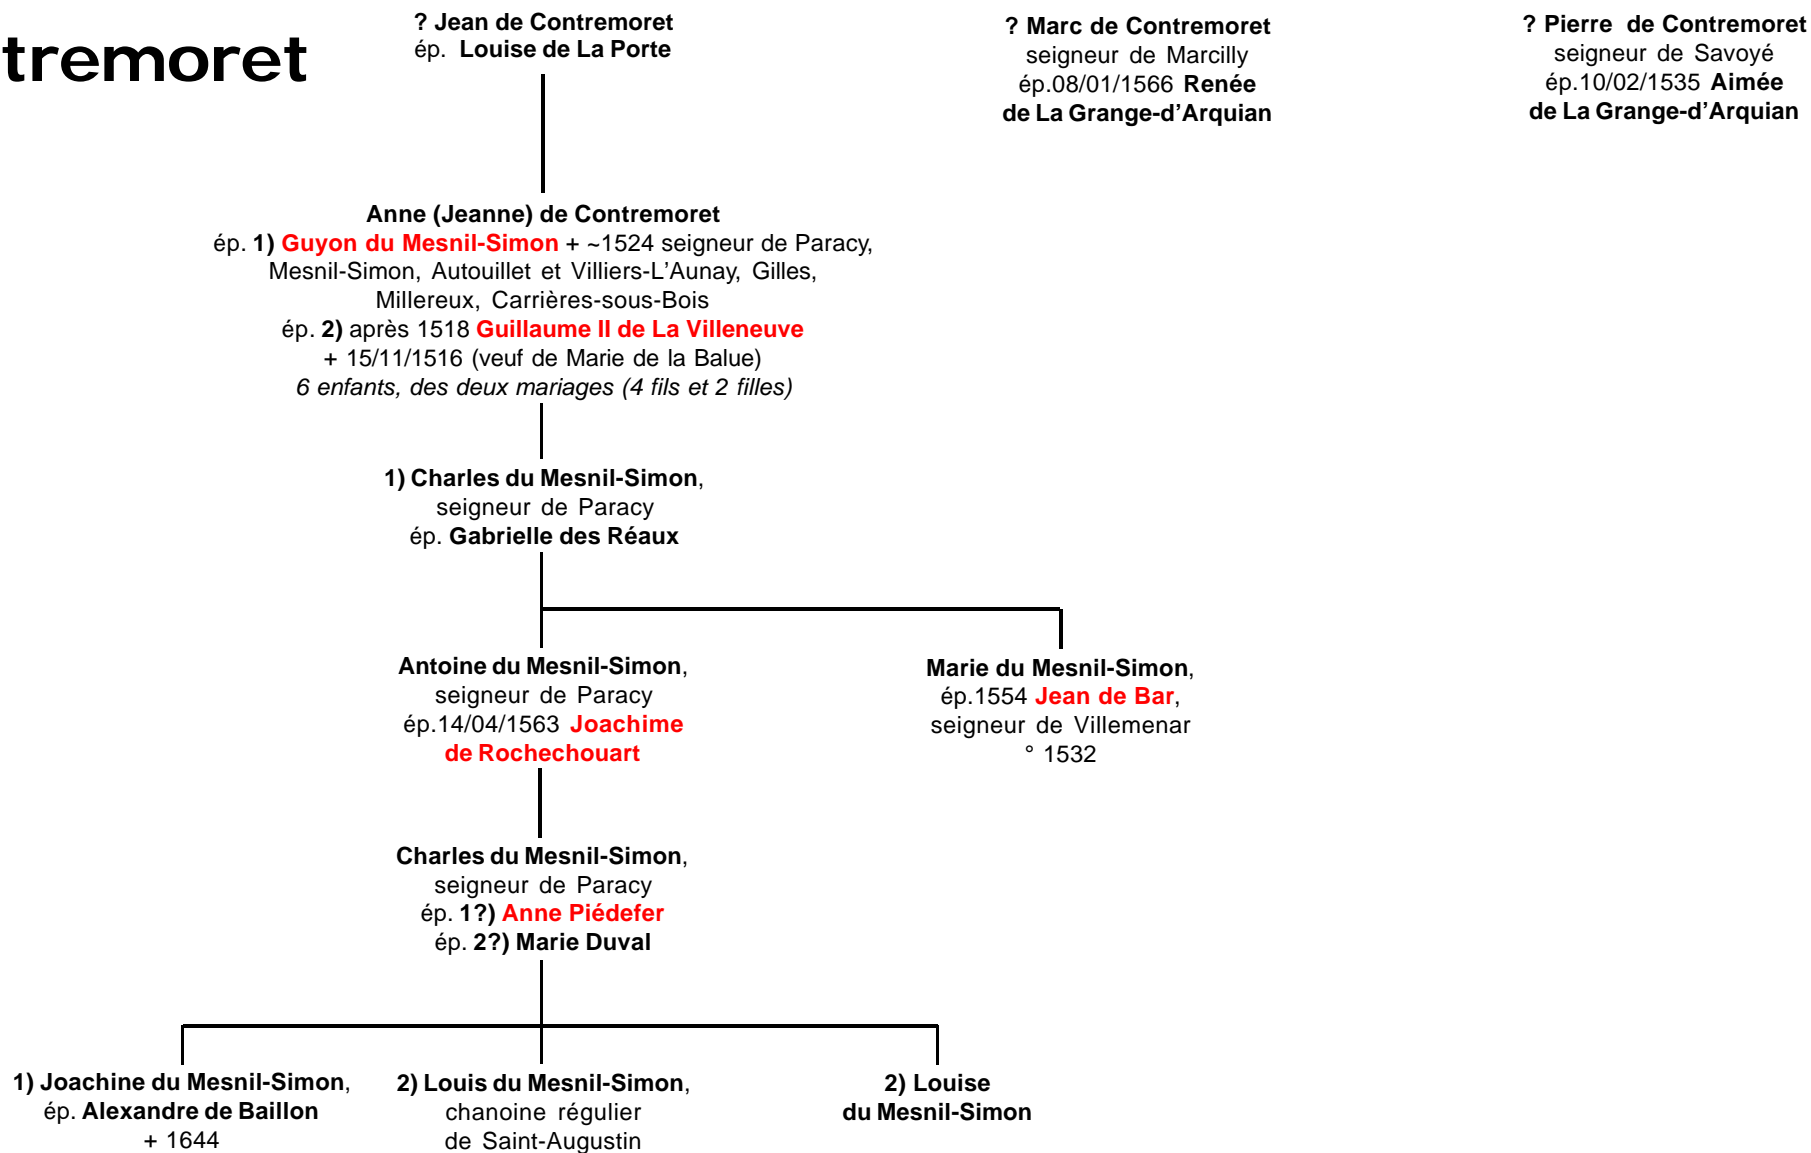 tremoret
? Jean de Contremoret
ép. Louise de La Porte
? Marc de Contremoret
seigneur de Marcilly
ép.08/01/1566 Renée
de La Grange-d’Arquian
? Pierre de Contremoret
seigneur de Savoyé
ép.10/02/1535 Aimée
de La Grange-d’Arquian
Anne (Jeanne) de Contremoret
ép. 1) Guyon du Mesnil-Simon + ~1524 seigneur de Paracy,
Mesnil-Simon, Autouillet et Villiers-L’Aunay, Gilles,
Millereux, Carrières-sous-Bois
ép. 2) après 1518 Guillaume II de La Villeneuve
+ 15/11/1516 (veuf de Marie de la Balue)
6 enfants, des deux mariages (4 fils et 2 filles)
1) Charles du Mesnil-Simon,
seigneur de Paracy
ép. Gabrielle des Réaux
Antoine du Mesnil-Simon,
seigneur de Paracy
ép.14/04/1563 Joachime
de Rochechouart
Marie du Mesnil-Simon,
ép.1554 Jean de Bar,
seigneur de Villemenar
° 1532
Charles du Mesnil-Simon,
seigneur de Paracy
ép. 1?) Anne Piédefer
ép. 2?) Marie Duval
1) Joachine du Mesnil-Simon,
ép. Alexandre de Baillon
+ 1644
2) Louis du Mesnil-Simon,
chanoine régulier
de Saint-Augustin
2) Louise
du Mesnil-Simon